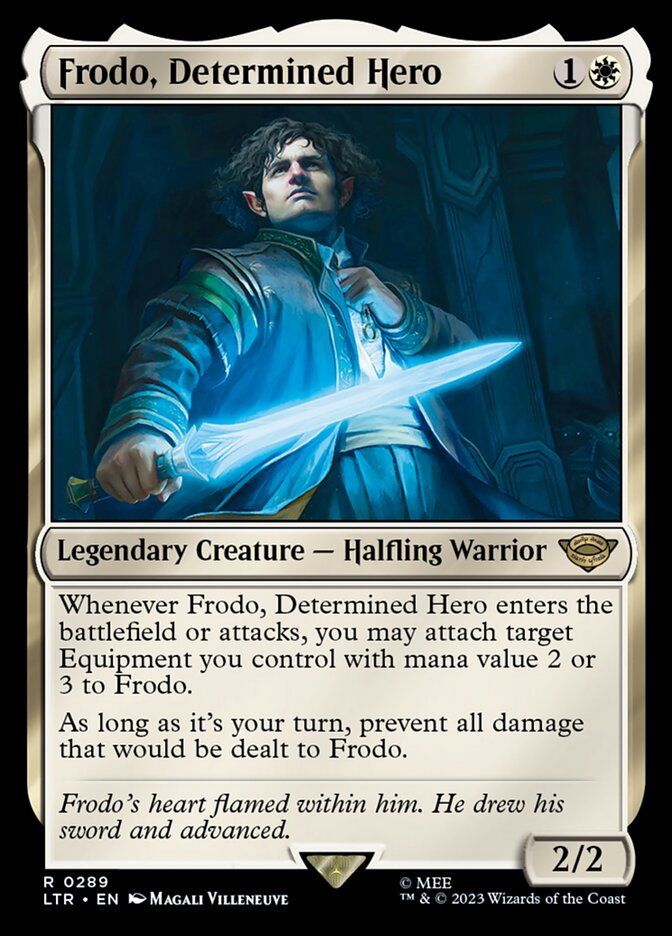 Frodo, Determined Hero 1
Legendary Creature — Halfling Warrior
Whenever Frodo, Determined Hero enters the
battlefield or attacks, you may attach target
Equipment you control with mana value 2 or
3 to Frodo.
As long as it's your turn, prevent all damage
that would be dealt to Frodo.
Frodo's heart flamed within him. He drew his
sword and advanced.
2/2
R 0289
LTR • EN Magali Villeneuve
© MEE
™ & © 2023 Wizards of the Coast